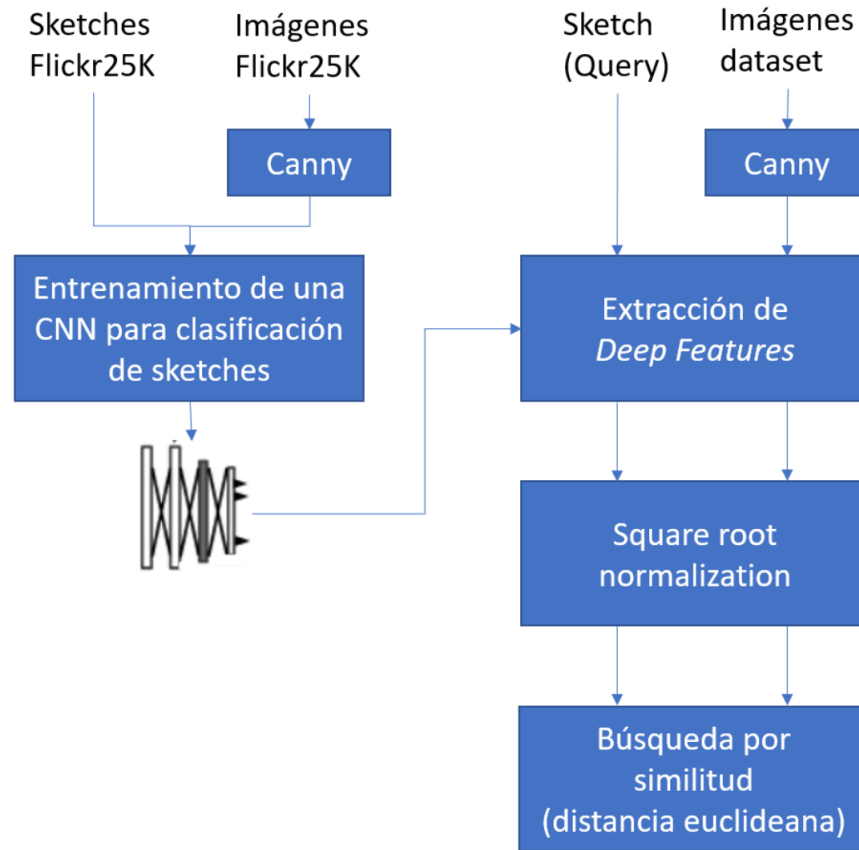 Sketches
Flickr25K
Imágenes
Flickr25K
Canny
Entrenamiento de una
CNN para clasificación
de sketches
Sketch
(Query)
Imágenes
dataset
Canny
Extracción de
Deep Features
Square root
normalization
Búsqueda por
similitud
(distancia euclideana)